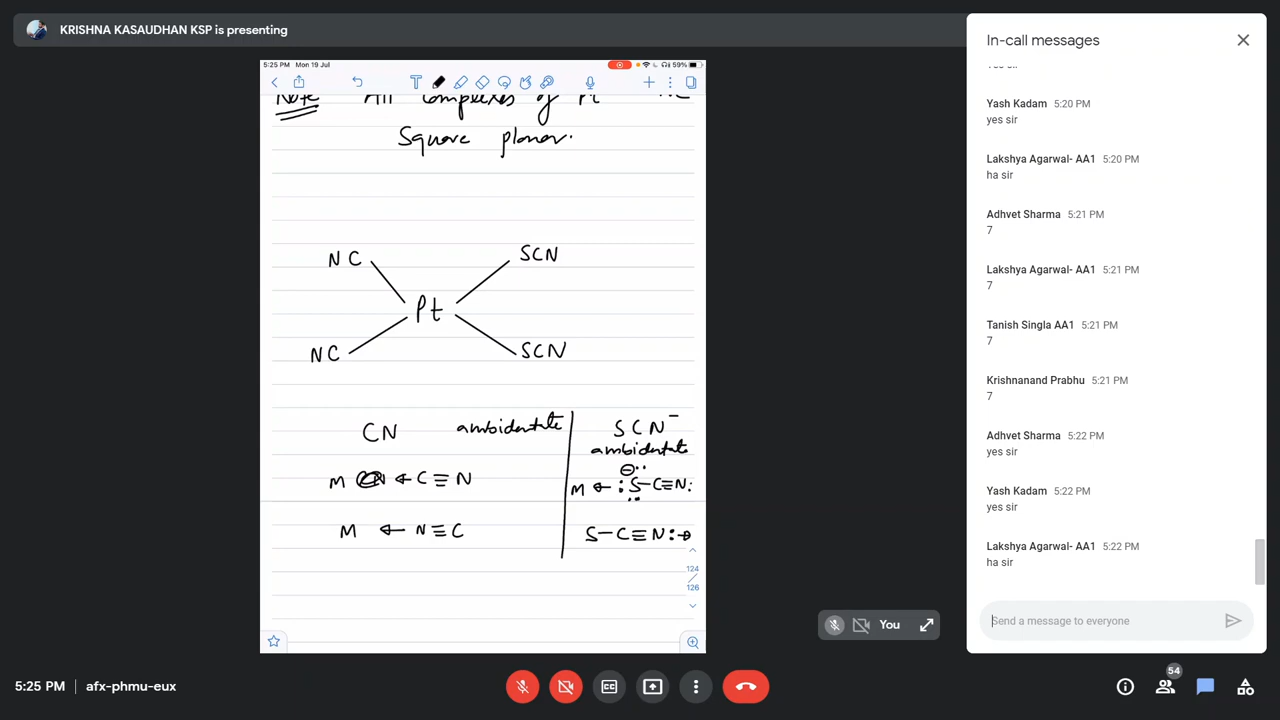 KRISHNA KASAUDHAN KSP is presenting
5:25 PM Mon 19 Jul
59%
Note All complexes of Pt
Square planar.
NC SCN
Pt
NC SCN
CN ambidentate
M ← C ≡ N
M ← N ≡ C
SCN⁻
ambidentate
M ← :S̈-C≡N:
S-C≡N:→
124
126
In-call messages
Yes sir
Yash Kadam 5:20 PM
yes sir
Lakshya Agarwal- AA1 5:20 PM
ha sir
Adhvet Sharma 5:21 PM
7
Lakshya Agarwal- AA1 5:21 PM
7
Tanish Singla AA1 5:21 PM
7
Krishnanand Prabhu 5:21 PM
7
Adhvet Sharma 5:22 PM
yes sir
Yash Kadam 5:22 PM
yes sir
Lakshya Agarwal- AA1 5:22 PM
ha sir
Send a message to everyone
You
5:25 PM | afx-phmu-eux
54